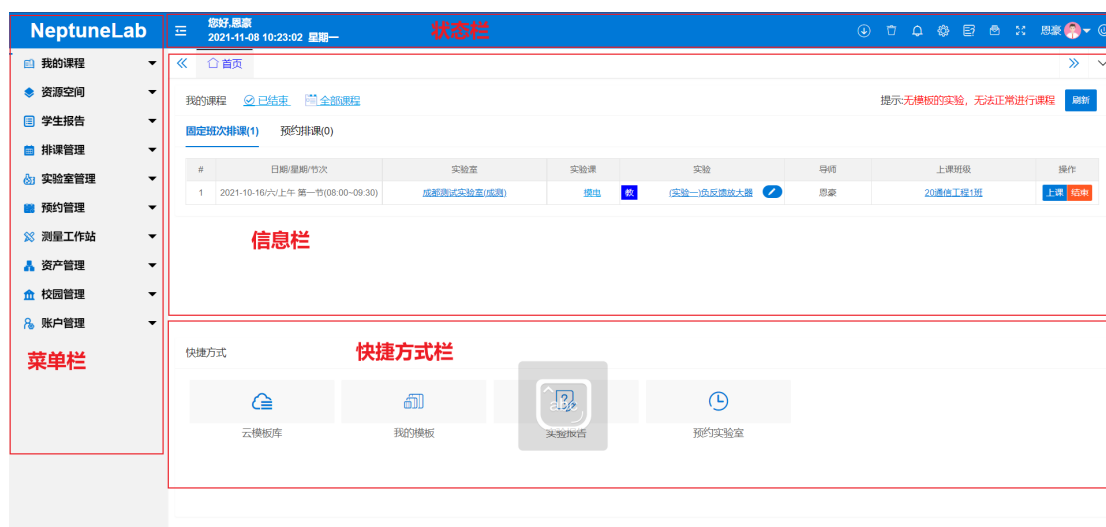 NeptuneLab
您好,恩豪
2021-11-08 10:23:02 星期一
状态栏
恩豪
我的课程
资源空间
学生报告
排课管理
实验室管理
预约管理
测量工作站
资产管理
校园管理
账户管理
菜单栏
首页
我的课程 已结束 全部课程
提示:无模板的实验，无法正常进行课程 刷新
固定班次排课(1) 预约排课(0)
# 日期/星期/节次 实验室 实验课 实验 导师 上课班级 操作
1 2021-10-16/六/上午 第一节(08:00~09:30) 成都测试实验室(成测) 模电 教 (实验一)负反馈放大器 恩豪 20通信工程1班 上课 结束
信息栏
快捷方式
快捷方式栏
abc
云模板库 我的模板 实验报告 预约实验室